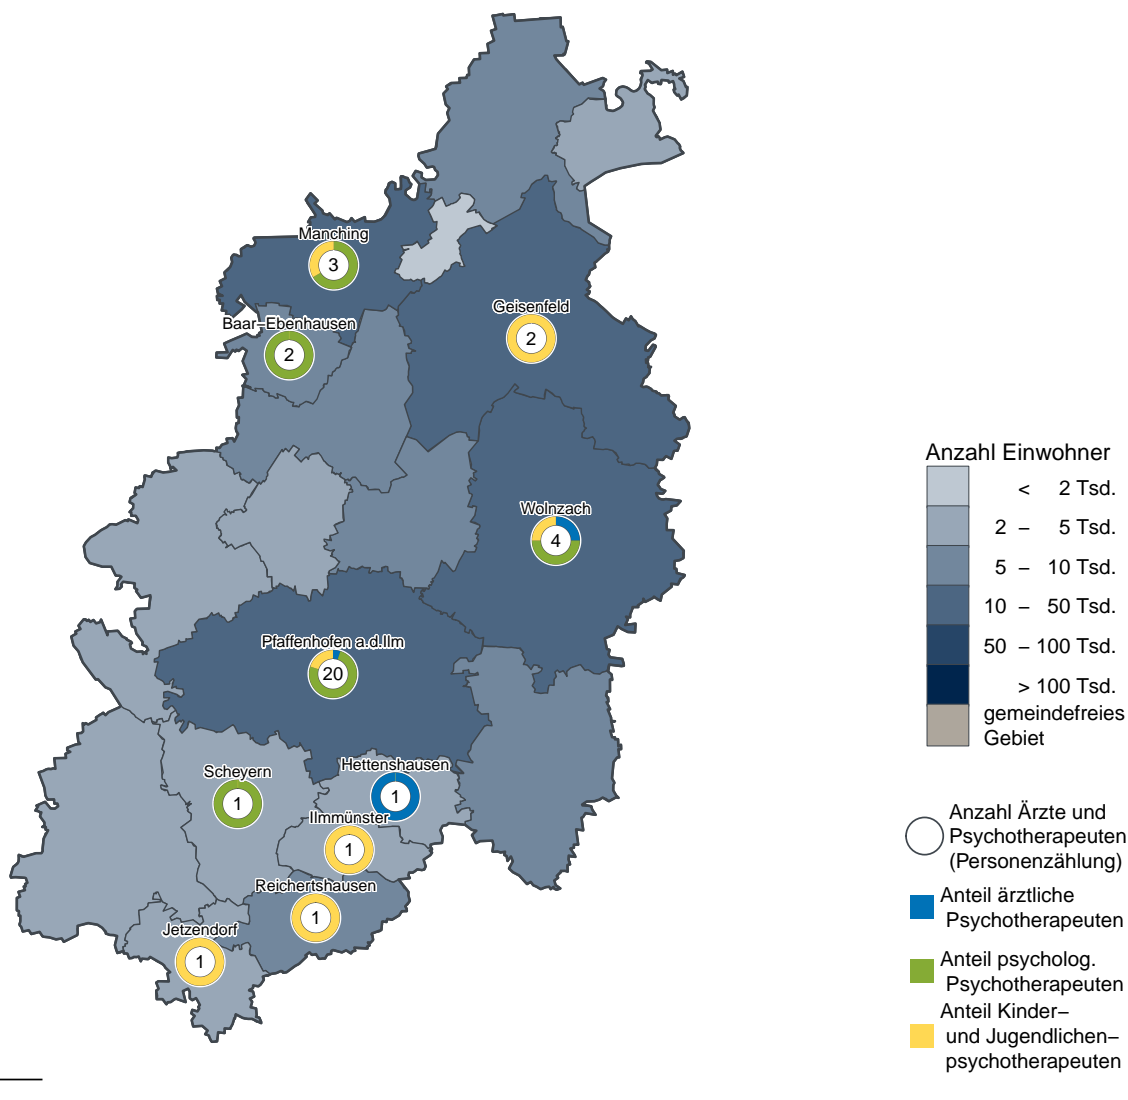 Manching
3
Geisenfeld
2
Baar−Ebenhausen
2
Wolnzach
4
Pfaffenhofen a.d.Ilm
20
Hettenshausen
1
Scheyern
1
Ilmmünster
1
Reichertshausen
1
Jetzendorf
1
Anzahl Einwohner
< 2 Tsd.
2 − 5 Tsd.
5 − 10 Tsd.
10 − 50 Tsd.
50 − 100 Tsd.
> 100 Tsd.
gemeindefreies
Gebiet
Anzahl Ärzte und
Psychotherapeuten
(Personenzählung)
Anteil ärztliche
Psychotherapeuten
Anteil psycholog.
Psychotherapeuten
Anteil Kinder−
und Jugendlichen−
psychotherapeuten